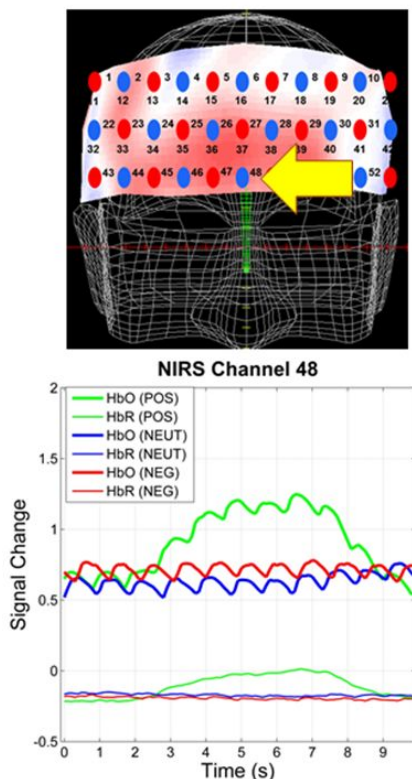 1 2 3 4 5 6 7 8 9 10
11 12 13 14 15 16 17 18 19 20
22 23 24 25 26 27 28 29 30 31
32 33 34 35 36 37 38 39 40 41 42
43 44 45 46 47 48 52
NIRS Channel 48
HbO (POS)
HbR (POS)
HbO (NEUT)
HbR (NEUT)
HbO (NEG)
HbR (NEG)
2
1.5
1
0.5
0
-0.5
Signal Change
0 1 2 3 4 5 6 7 8 9
Time (s)